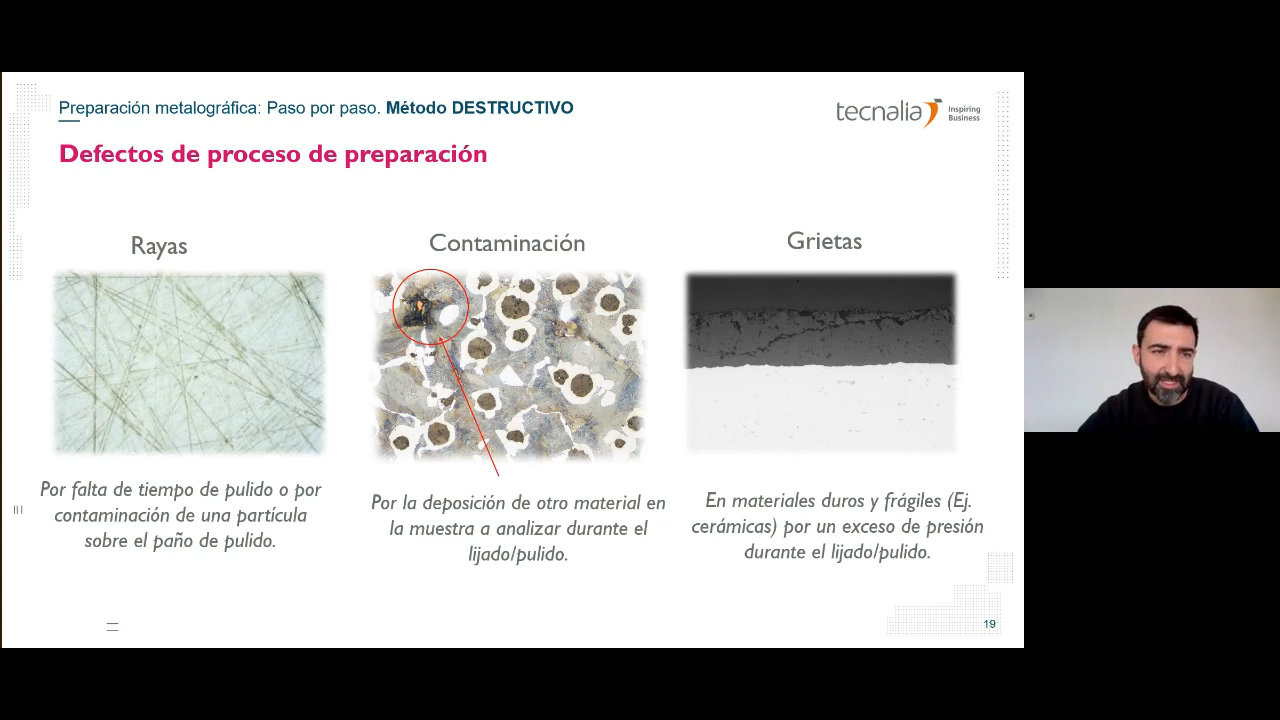 Preparación metalográfica: Paso por paso. Método DESTRUCTIVO
tecnalia Inspiring
Business
Defectos de proceso de preparación
Rayas
Contaminación
Grietas
Por falta de tiempo de pulido o por
contaminación de una partícula
sobre el paño de pulido.
Por la deposición de otro material en
la muestra a analizar durante el
lijado/pulido.
En materiales duros y frágiles (Ej.
cerámicas) por un exceso de presión
durante el lijado/pulido.
19